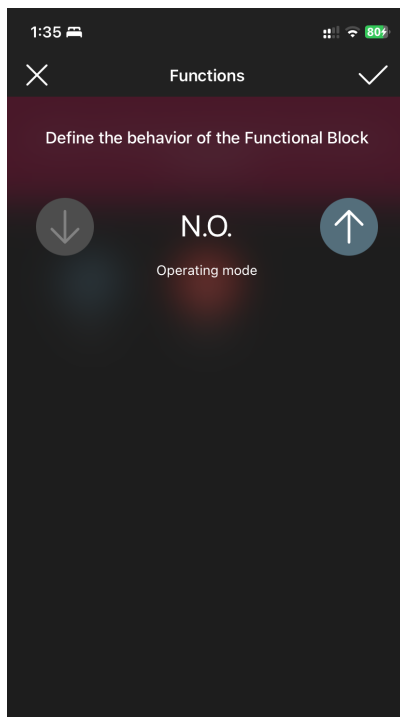 1:35
80
Functions
Define the behavior of the Functional Block
N.O.
Operating mode